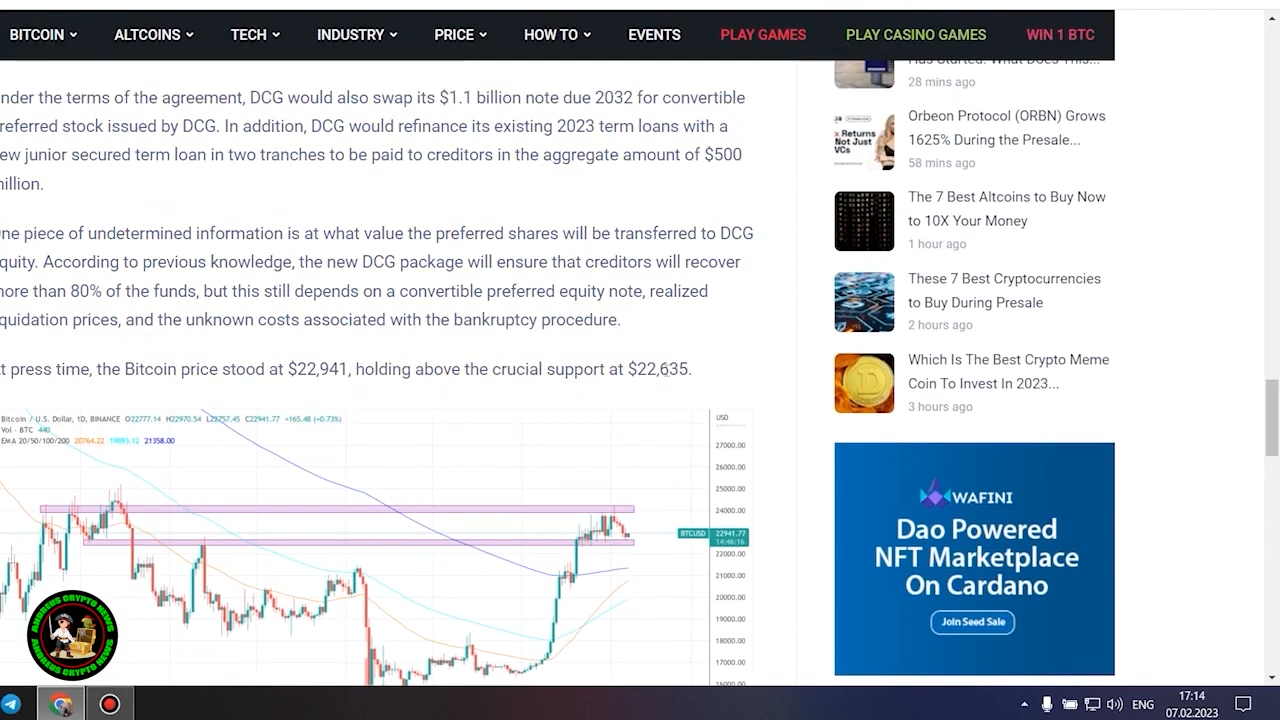 BITCOIN
ALTCOINS
TECH
INDUSTRY
PRICE
HOW TO
EVENTS
PLAY GAMES
PLAY CASINO GAMES
WIN 1 BTC
nder the terms of the agreement, DCG would also swap its $1.1 billion note due 2032 for convertible
referred stock issued by DCG. In addition, DCG would refinance its existing 2023 term loans with a
ew junior secured term loan in two tranches to be paid to creditors in the aggregate amount of $500
million.
ne piece of undetermined information is at what value the preferred shares will be transferred to DCG
quity. According to previous knowledge, the new DCG package will ensure that creditors will recover
more than 80% of the funds, but this still depends on a convertible preferred equity note, realized
quidation prices, and the unknown costs associated with the bankruptcy procedure.
t press time, the Bitcoin price stood at $22,941, holding above the crucial support at $22,635.
Bitcoin / U.S. Dollar, 1D, BINANCE O22777.14 H22970.54 L22757.45 C22941.77 +165.48 (+0.73%)
Vol · BTC 440
EMA 20/50/100/200 20764.22 19893.12 21358.00
USD
27000.00
26000.00
25000.00
24000.00
BTCUSD 22941.77
14:46:16
22000.00
21000.00
20000.00
19000.00
18000.00
17000.00
16000.00
Has Started: What Does This...
28 mins ago
Returns
Not Just
VCs
Orbeon Protocol (ORBN) Grows
1625% During the Presale...
58 mins ago
The 7 Best Altcoins to Buy Now
to 10X Your Money
1 hour ago
These 7 Best Cryptocurrencies
to Buy During Presale
2 hours ago
Which Is The Best Crypto Meme
Coin To Invest In 2023...
3 hours ago
WAFINI
Dao Powered
NFT Marketplace
On Cardano
Join Seed Sale
ANDREUS CRYPTO NEWS
ANDREUS CRYPTO NEWS
ENG
17:14
07.02.2023